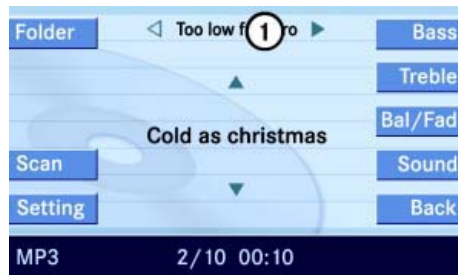 Folder
Too low f 1 ro
Bass
Treble
Bal/Fad
Cold as christmas
Scan
Sound
Setting
Back
MP3 2/10 00:10